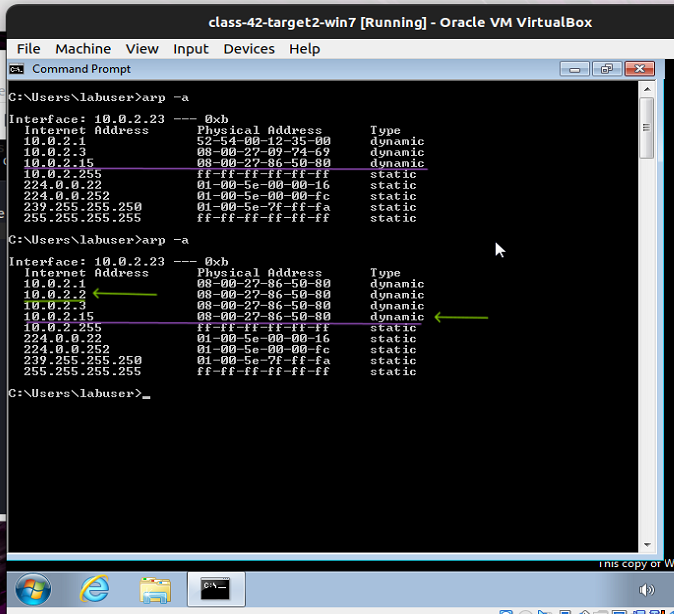 class-42-target2-win7 [Running] - Oracle VM VirtualBox
File Machine View Input Devices Help
Command Prompt
C:\Users\labuser>arp -a
Interface: 10.0.2.23 --- 0xb
Internet Address Physical Address Type
10.0.2.1 52-54-00-12-35-00 dynamic
10.0.2.3 08-00-27-09-74-69 dynamic
10.0.2.15 08-00-27-86-50-80 dynamic
10.0.2.255 ff-ff-ff-ff-ff-ff static
224.0.0.22 01-00-5e-00-00-16 static
224.0.0.252 01-00-5e-00-00-fc static
239.255.255.250 01-00-5e-7f-ff-fa static
255.255.255.255 ff-ff-ff-ff-ff-ff static
C:\Users\labuser>arp -a
Interface: 10.0.2.23 --- 0xb
Internet Address Physical Address Type
10.0.2.1 08-00-27-86-50-80 dynamic
10.0.2.2 08-00-27-86-50-80 dynamic
10.0.2.3 08-00-27-86-50-80 dynamic
10.0.2.15 08-00-27-86-50-80 dynamic
10.0.2.255 ff-ff-ff-ff-ff-ff static
224.0.0.22 01-00-5e-00-00-16 static
224.0.0.252 01-00-5e-00-00-fc static
239.255.255.250 01-00-5e-7f-ff-fa static
255.255.255.255 ff-ff-ff-ff-ff-ff static
C:\Users\labuser>_
This copy of W